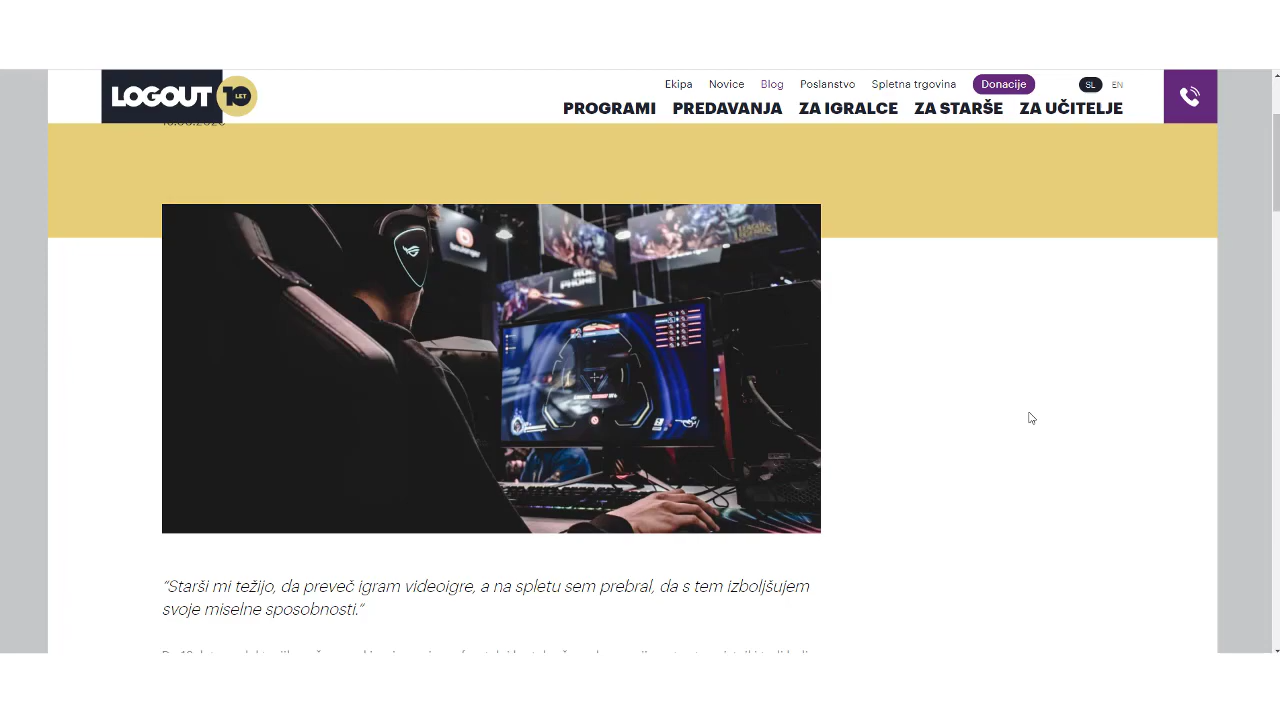 LOGOUT 10 LET
Ekipa Novice Blog Poslanstvo Spletna trgovina Donacije SL EN
PROGRAMI PREDAVANJA ZA IGRALCE ZA STARŠE ZA UČITELJE
“Starši mi težijo, da preveč igram videoigre, a na spletu sem prebral, da s tem izboljšujem
svoje miselne sposobnosti.“